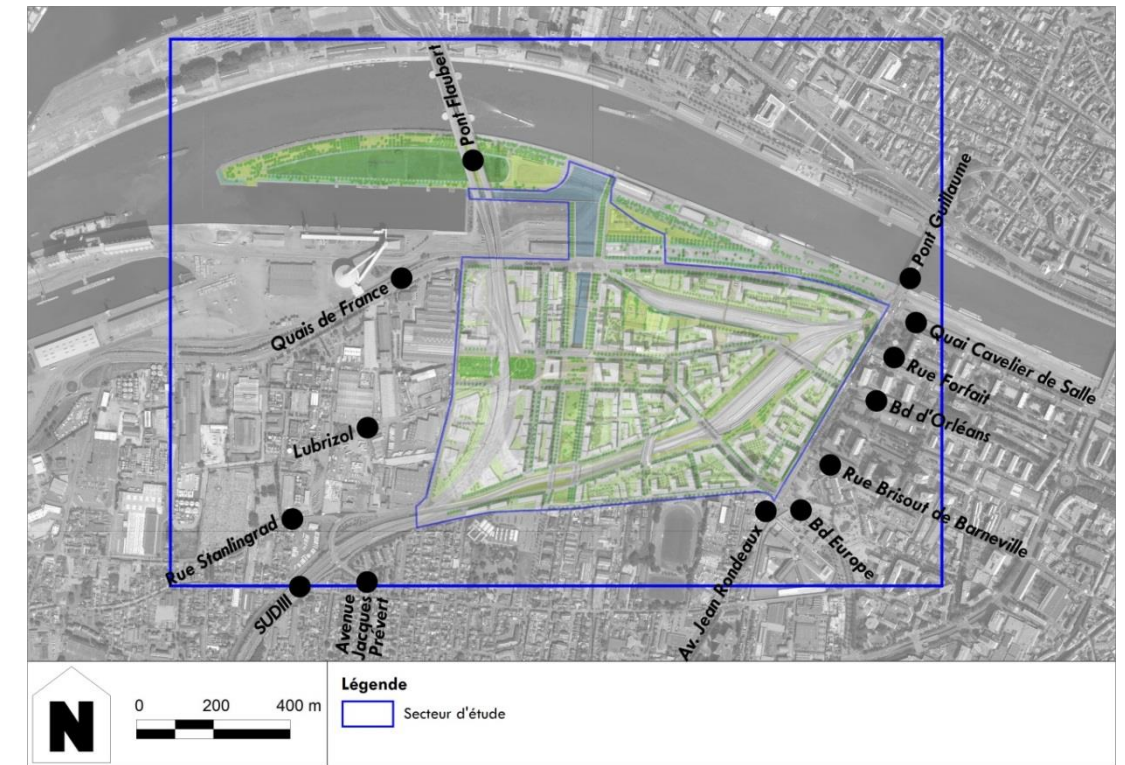 Pont Flaubert
Pont Guillaume
Quais de France
Quai Cavelier de Salle
Rue Forfait
Bd d'Orléans
Lubrizol
Rue Brisout de Barneville
Rue Stanlingrad
Bd Europe
Av. Jean Rondeaux
SUDIII
Avenue
Jacques
Prévert
N
0 200 400 m
Légende
Secteur d'étude